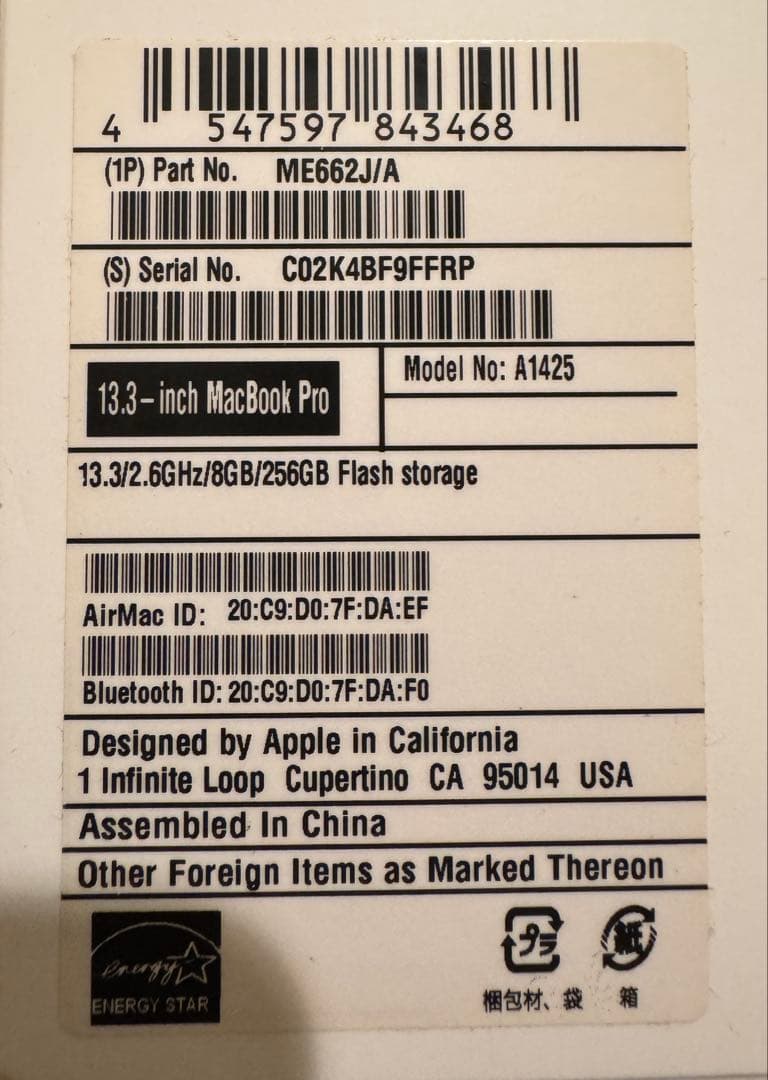 4 547597 843468
(1P) Part No. ME662J/A
(S) Serial No. C02K4BF9FFRP
13.3-inch MacBook Pro
Model No: A1425
13.3/2.6GHz/8GB/256GB Flash storage
AirMac ID: 20:C9:D0:7F:DA:EF
Bluetooth ID: 20:C9:D0:7F:DA:F0
Designed by Apple in California
1 Infinite Loop Cupertino CA 95014 USA
Assembled In China
Other Foreign Items as Marked Thereon
energy
ENERGY STAR
プラ
紙
梱包材、袋
箱